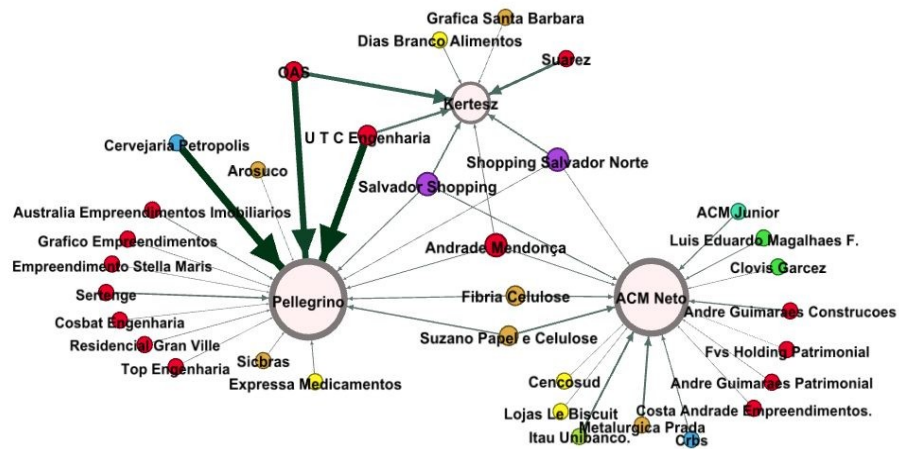 Grafica Santa Barbara
Dias Branco Alimentos
Suarez
OAS
Kertesz
U T C Engenharia
Cervejaria Petropolis
Shopping Salvador Norte
Arosuco
Salvador Shopping
Australia Empreendimentos Imobiliarios
ACM Junior
Grafico Empreendimentos
Luis Eduardo Magalhaes F.
Andrade Mendonça
Empreendimento Stella Maris
Clovis Garcez
Sertenge
Pellegrino
Fibria Celulose
ACM Neto
Andre Guimaraes Construcoes
Cosbat Engenharia
Suzano Papel e Celulose
Residencial Gran Ville
Fvs Holding Patrimonial
Sicbras
Top Engenharia
Expressa Medicamentos
Cencosud
Andre Guimaraes Patrimonial
Lojas Le Biscuit
Costa Andrade Empreendimentos.
Metalurgica Prada
Itau Unibanco.
Crbs